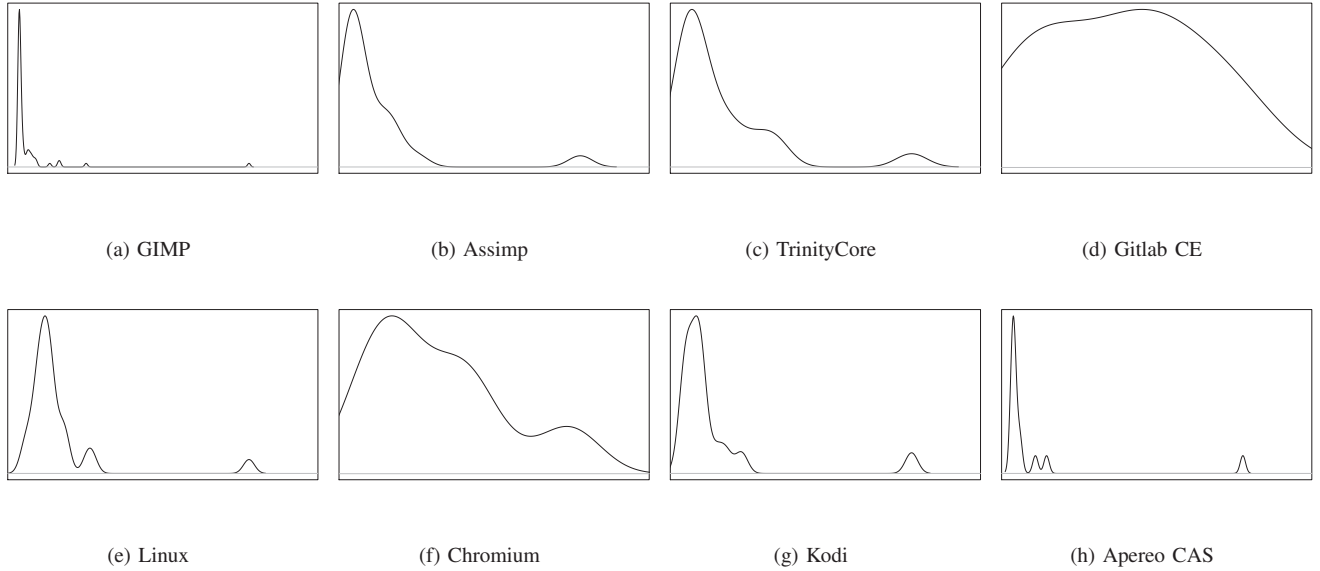 (a) GIMP
(b) Assimp
(c) TrinityCore
(d) Gitlab CE
(e) Linux
(f) Chromium
(g) Kodi
(h) Apereo CAS